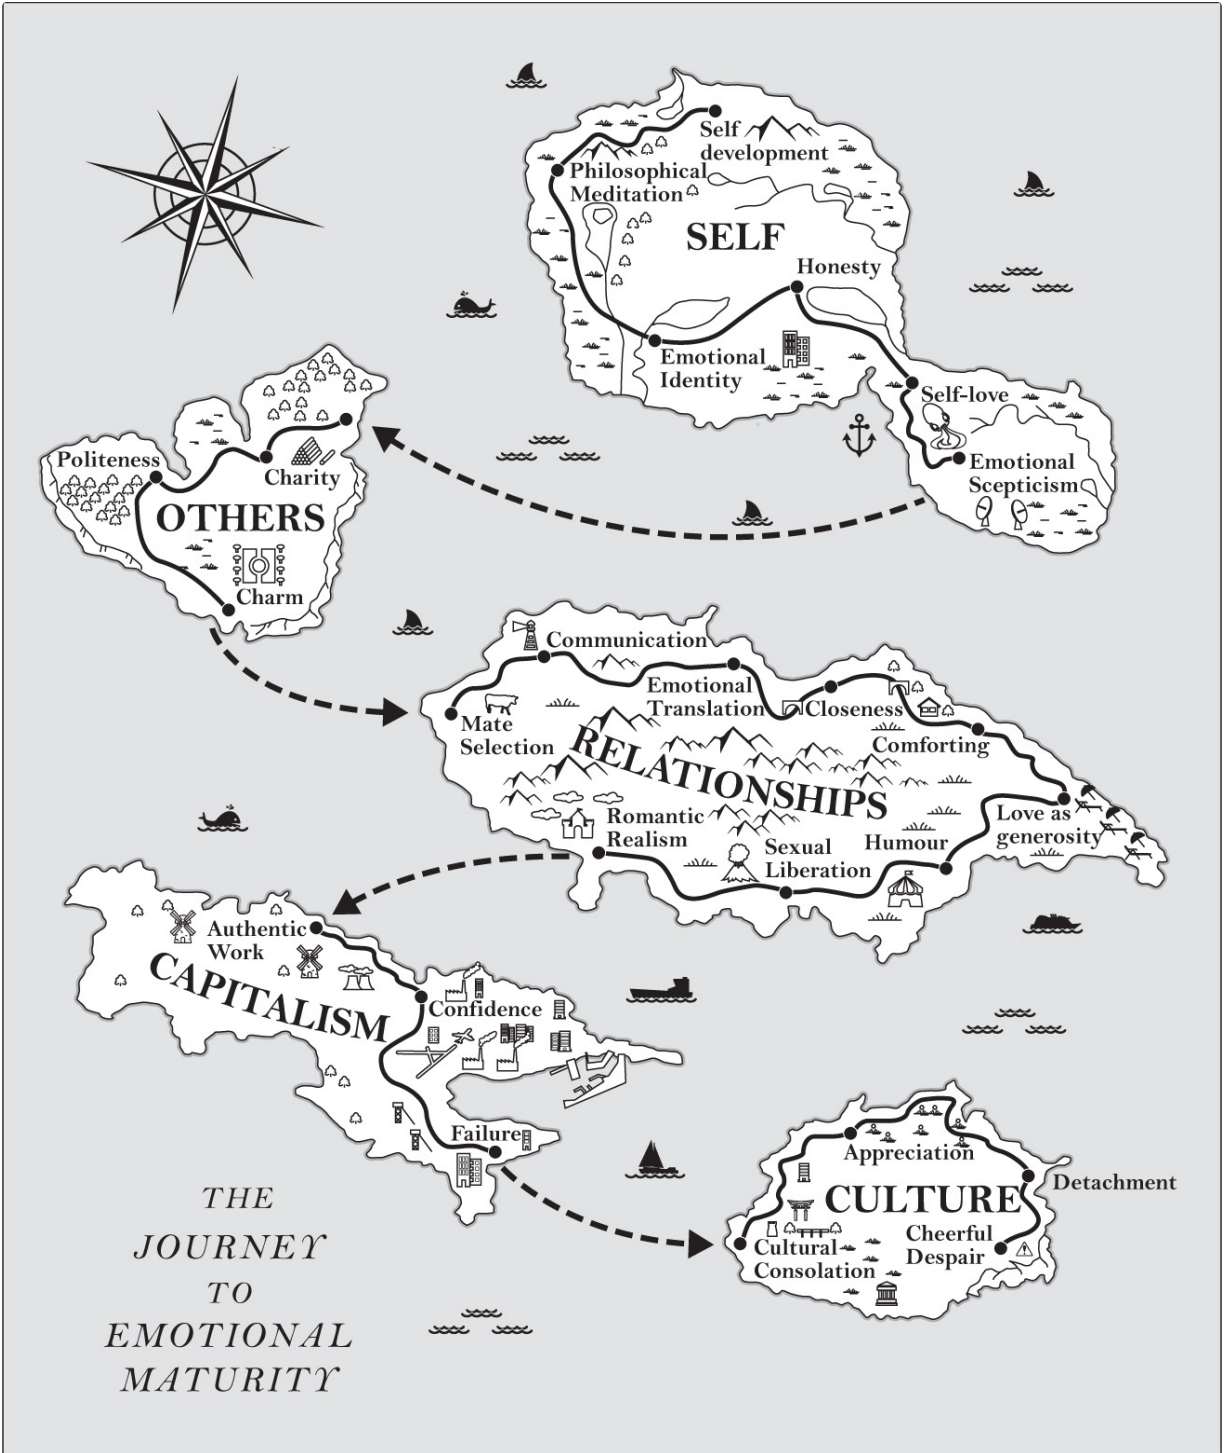 Self
development
Philosophical
Meditation
SELF
Honesty
Emotional
Identity
Self-love
Emotional
Scepticism
Politeness
Charity
OTHERS
Charm
Communication
Emotional
Translation
Closeness
Mate
Selection
Comforting
RELATIONSHIPS
Love as
generosity
Romantic
Realism
Sexual
Liberation
Humour
Authentic
Work
CAPITALISM
Confidence
Failure
Appreciation
Detachment
CULTURE
Cheerful
Despair
Cultural
Consolation
THE
JOURNEY
TO
EMOTIONAL
MATURITY